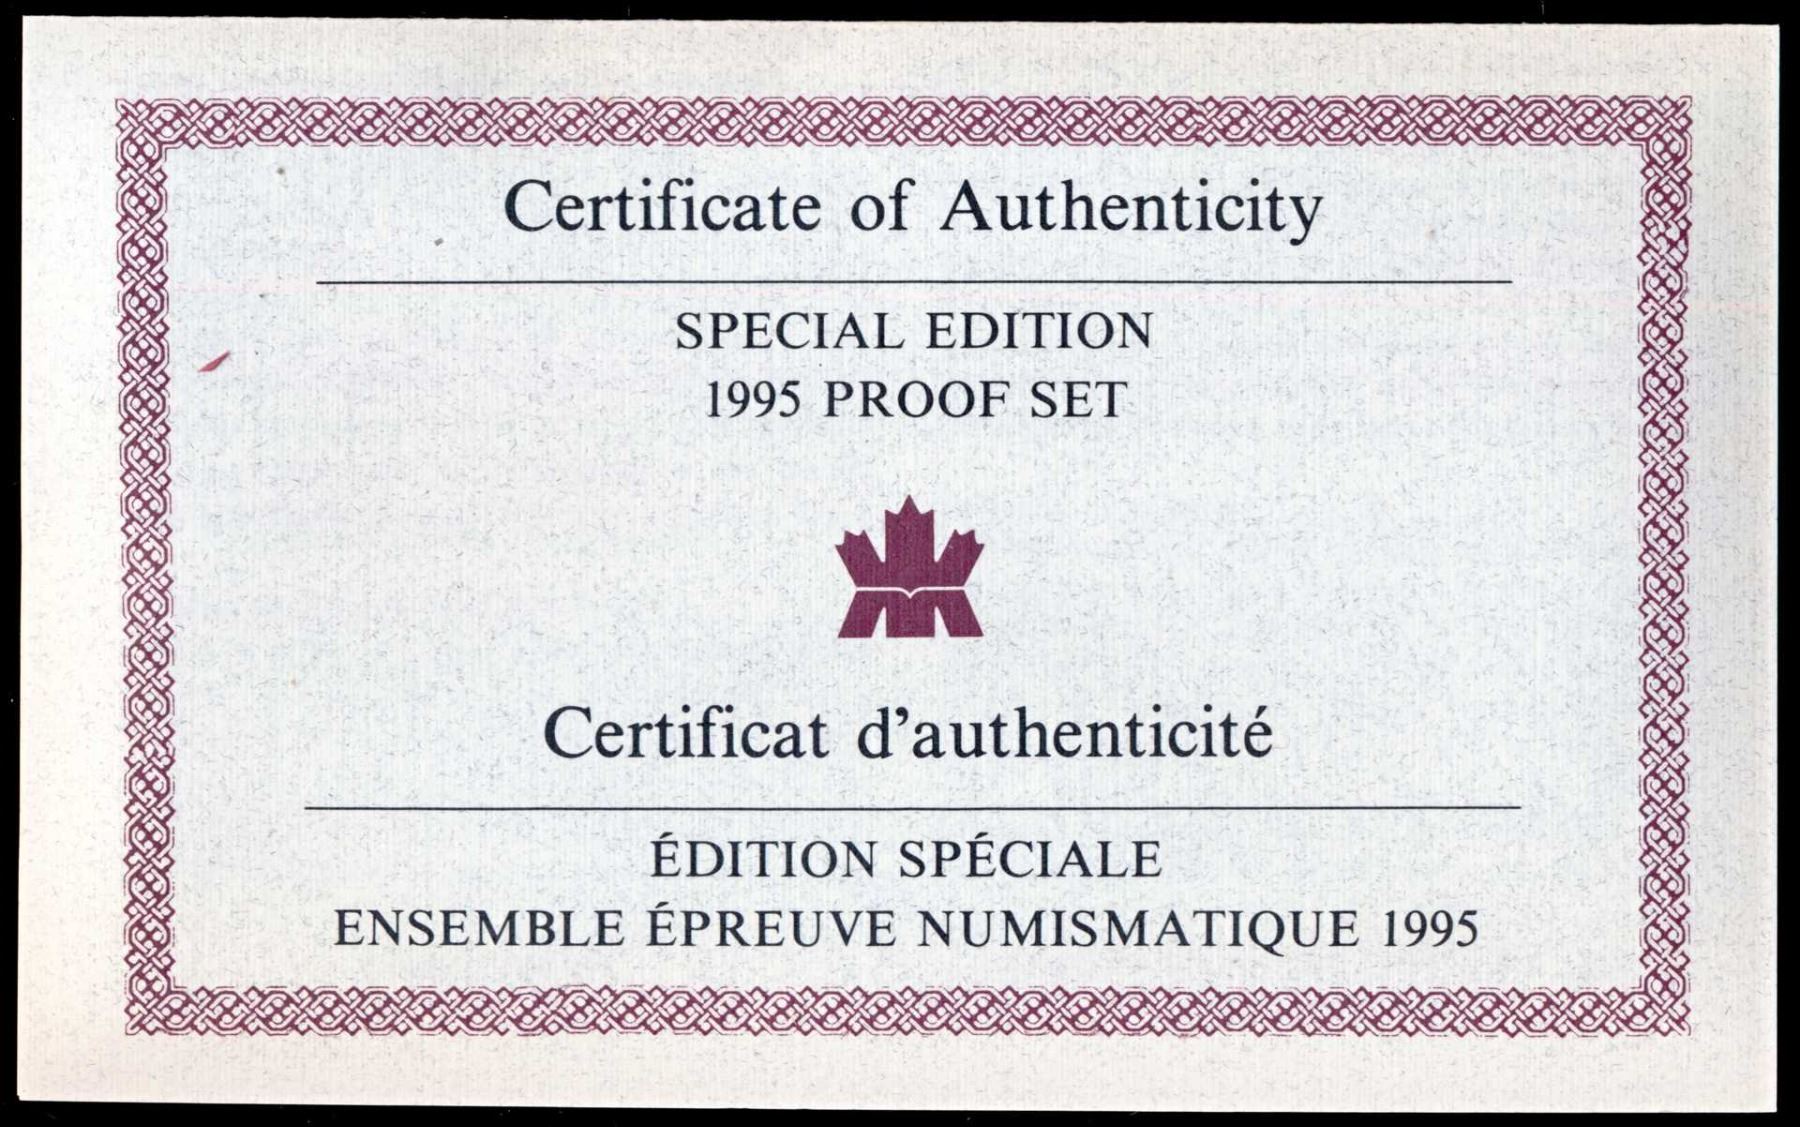 Certificate of Authenticity
SPECIAL EDITION
1995 PROOF SET
Certificat d'authenticité
ÉDITION SPÉCIALE
ENSEMBLE ÉPREUVE NUMISMATIQUE 1995